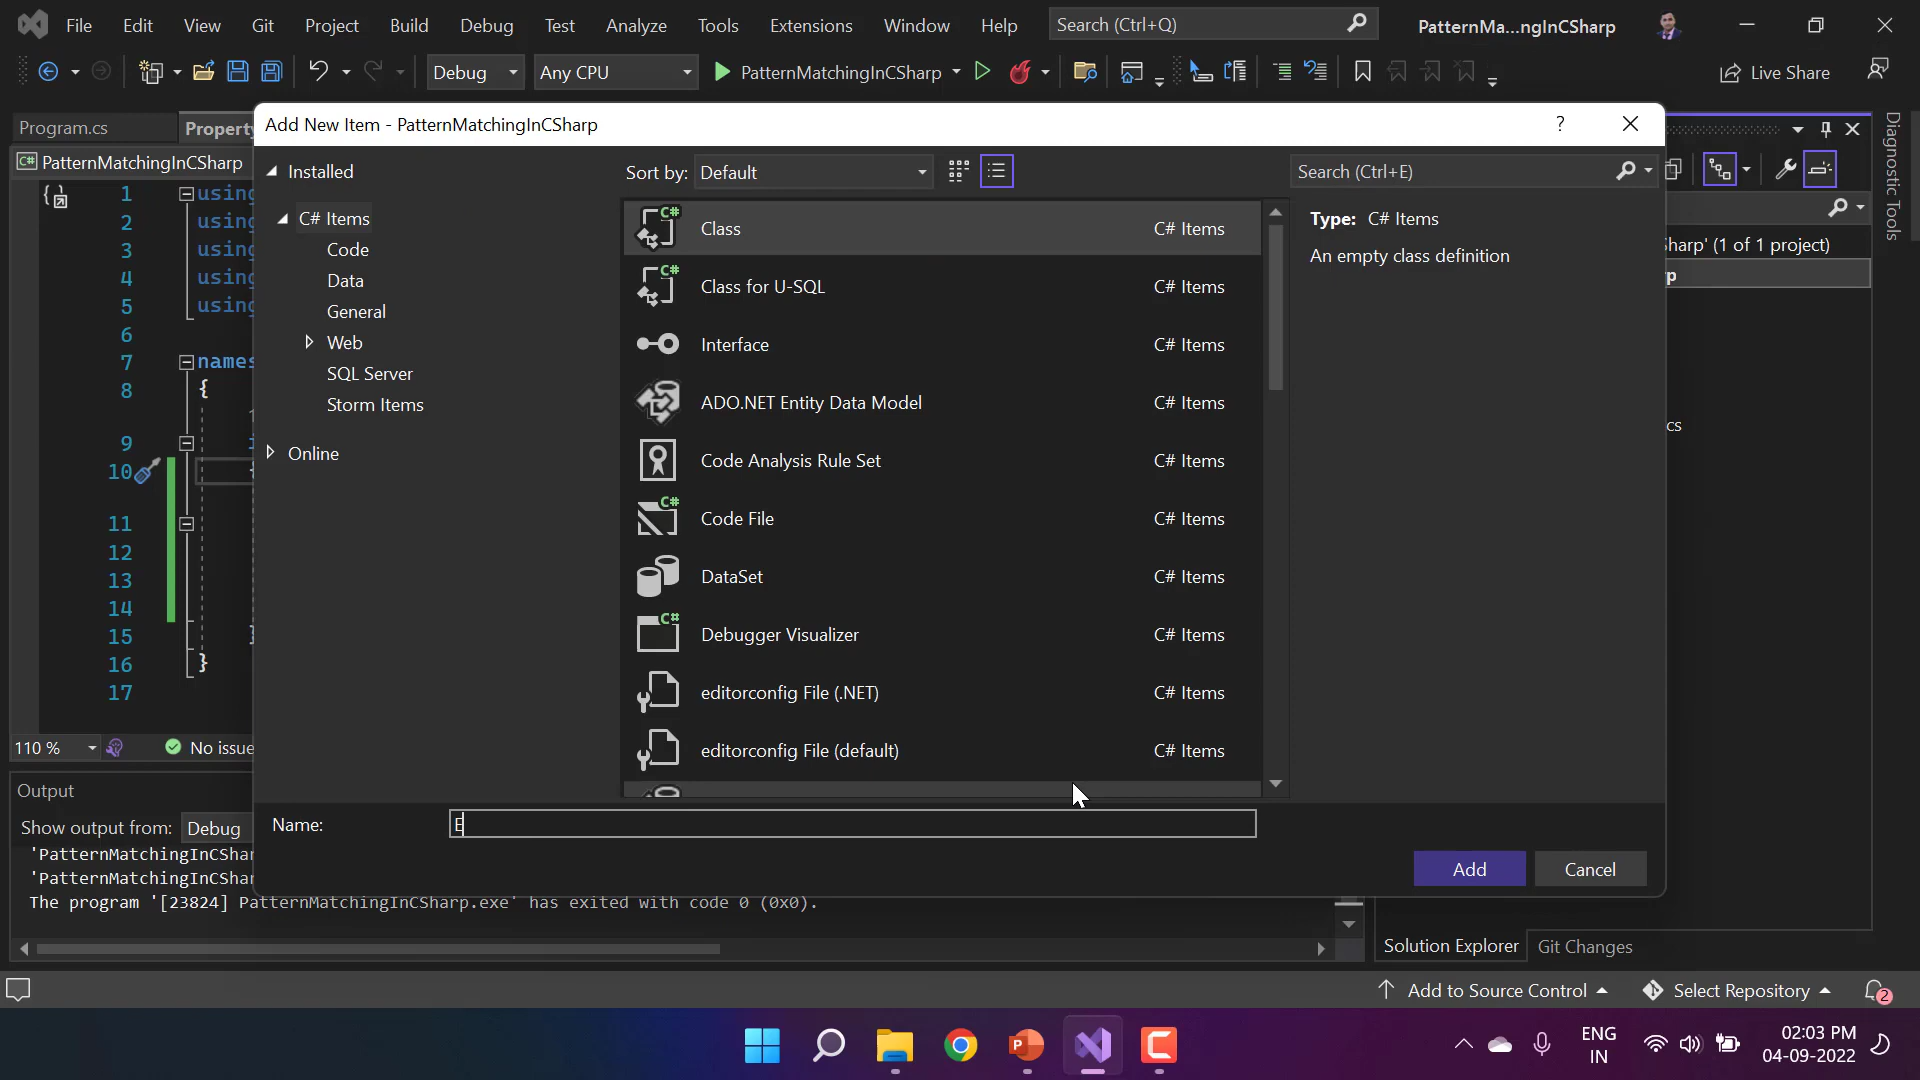 File Edit View Git Project Build Debug Test Analyze Tools Extensions Window Help Search (Ctrl+Q) PatternMa...ngInCSharp
Debug Any CPU PatternMatchingInCSharp Live Share
Program.cs Property
Add New Item - PatternMatchingInCSharp ?
PatternMatchingInCSharp
Installed
Sort by: Default
Search (Ctrl+E)
Diagnostic Tools
C# Items
Code
Data
General
Web
SQL Server
Storm Items
Online
Class C# Items
Class for U-SQL C# Items
Interface C# Items
ADO.NET Entity Data Model C# Items
Code Analysis Rule Set C# Items
Code File C# Items
DataSet C# Items
Debugger Visualizer C# Items
editorconfig File (.NET) C# Items
editorconfig File (default) C# Items
Type: C# Items
An empty class definition
Sharp' (1 of 1 project)
p
cs
1 using
2 using
3 using
4 using
5 using
6
7 names
8 {
9
10
11
12
13
14
15 }
16 }
17
110 % No issue
Output
Show output from: Debug
Name: E
Add Cancel
'PatternMatchingInCShar
'PatternMatchingInCShar
The program '[23824] PatternMatchingInCSharp.exe' has exited with code 0 (0x0).
Solution Explorer Git Changes
Add to Source Control Select Repository 2
ENG
IN
02:03 PM
04-09-2022